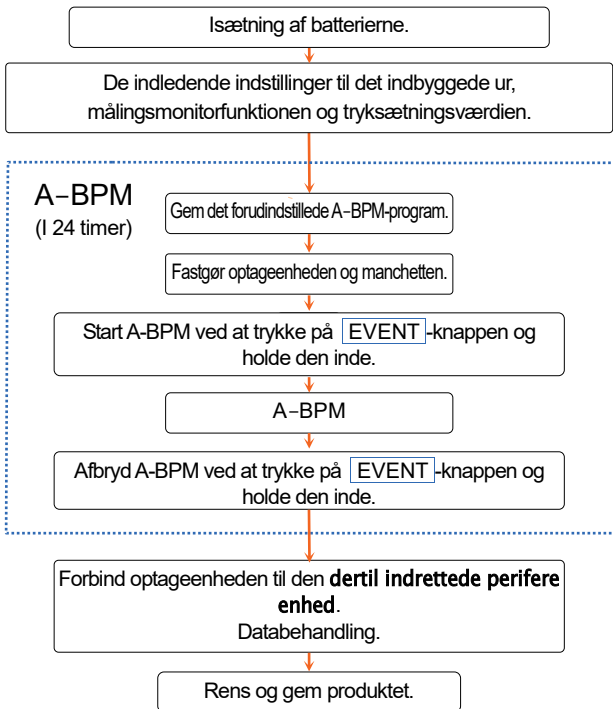 Isætning af batterierne.
De indledende indstillinger til det indbyggede ur,
målingsmonitorfunktionen og tryksætningsværdien.
A-BPM
(I 24 timer)
Gem det forudindstillede A-BPM-program.
Fastgør optageenheden og manchetten.
Start A-BPM ved at trykke på EVENT -knappen og
holde den inde.
A-BPM
Afbryd A-BPM ved at trykke på EVENT -knappen og
holde den inde.
Forbind optageenheden til den dertil indrettede perifere
enhed.
Databehandling.
Rens og gem produktet.